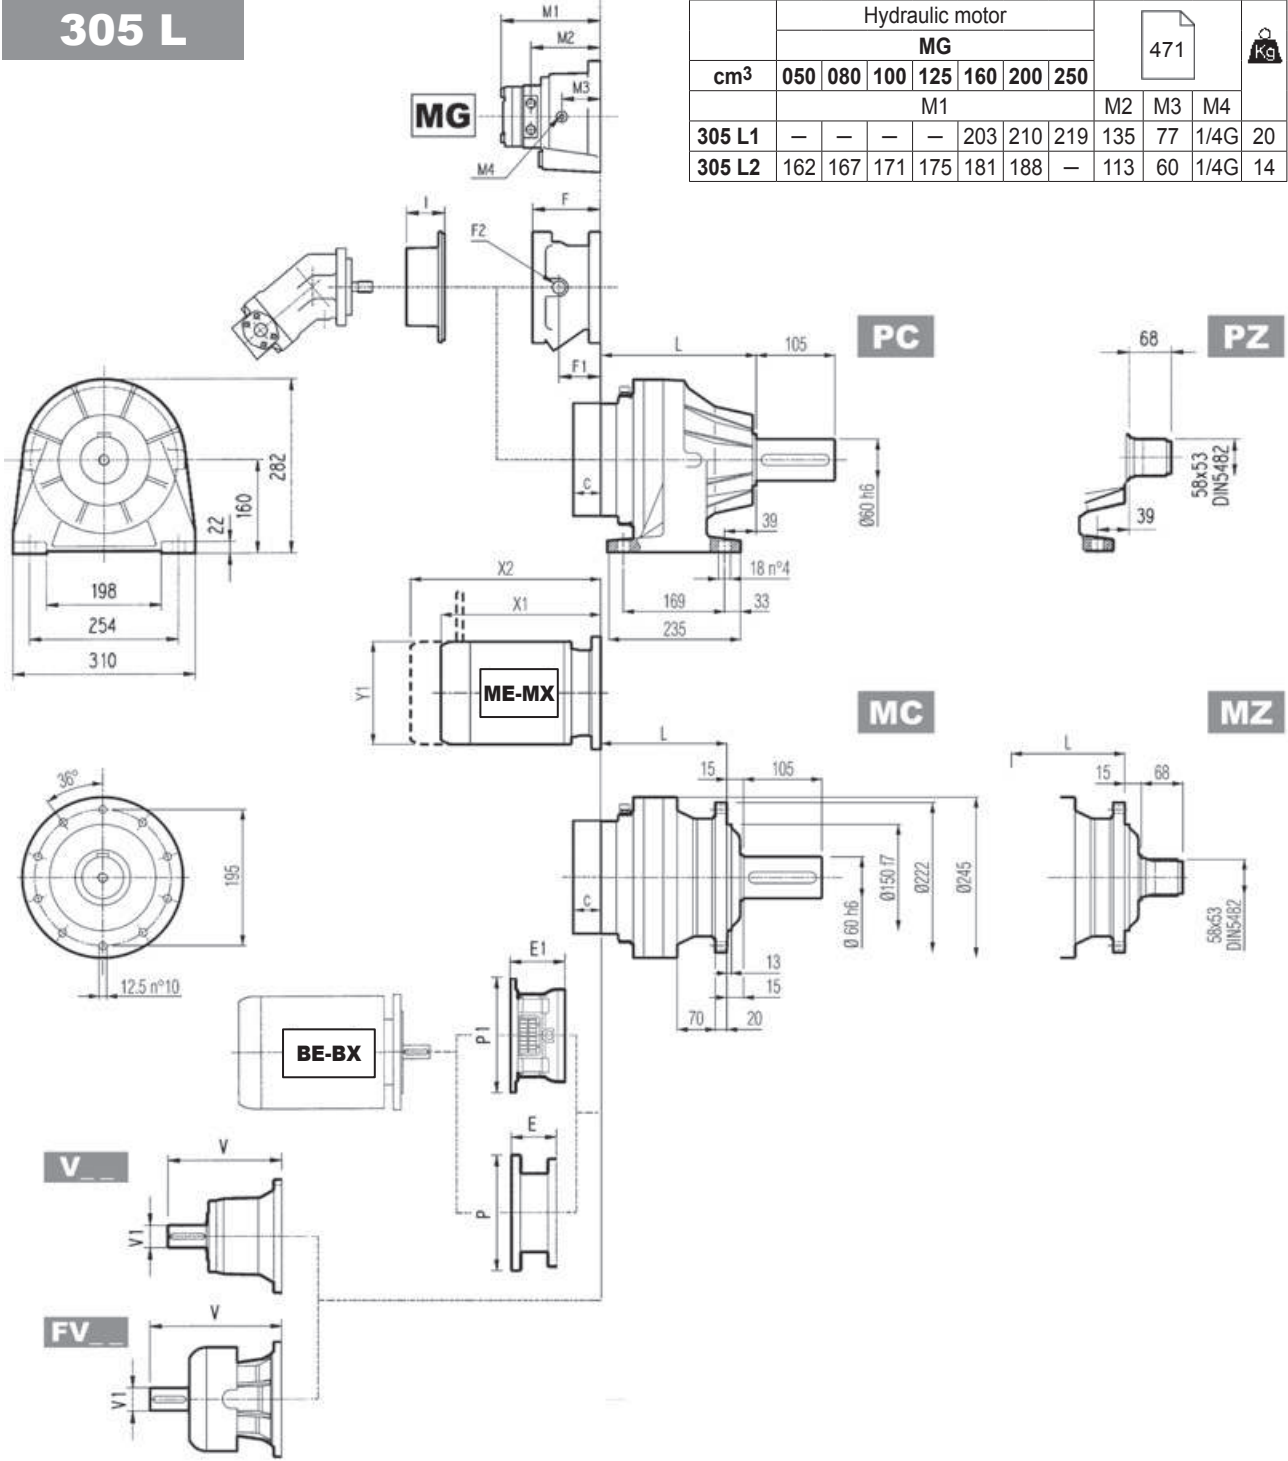 305 L
Hydraulic motor
MG
471
Kg
cm3 050 080 100 125 160 200 250
M1 M2 M3 M4
305 L1 – – – – 203 210 219 135 77 1/4G 20
305 L2 162 167 171 175 181 188 – 113 60 1/4G 14
M1
M2
M3
MG
M4
I
F
F2
F1
PC
L
105
C
Ø60 h6
39
18 n°4
169
33
235
PZ
68
58x53
DIN5482
39
282
160
22
198
254
310
X2
X1
Y1
ME-MX
MC
L
15
105
C
Ø 60 h6
Ø150 f7
Ø222
Ø245
13
15
70
20
MZ
L
15
68
58x53
DIN5482
36°
195
12.5 n°10
BE-BX
E1
P1
E
P
V_ _
V
V1
FV_ _
V
V1